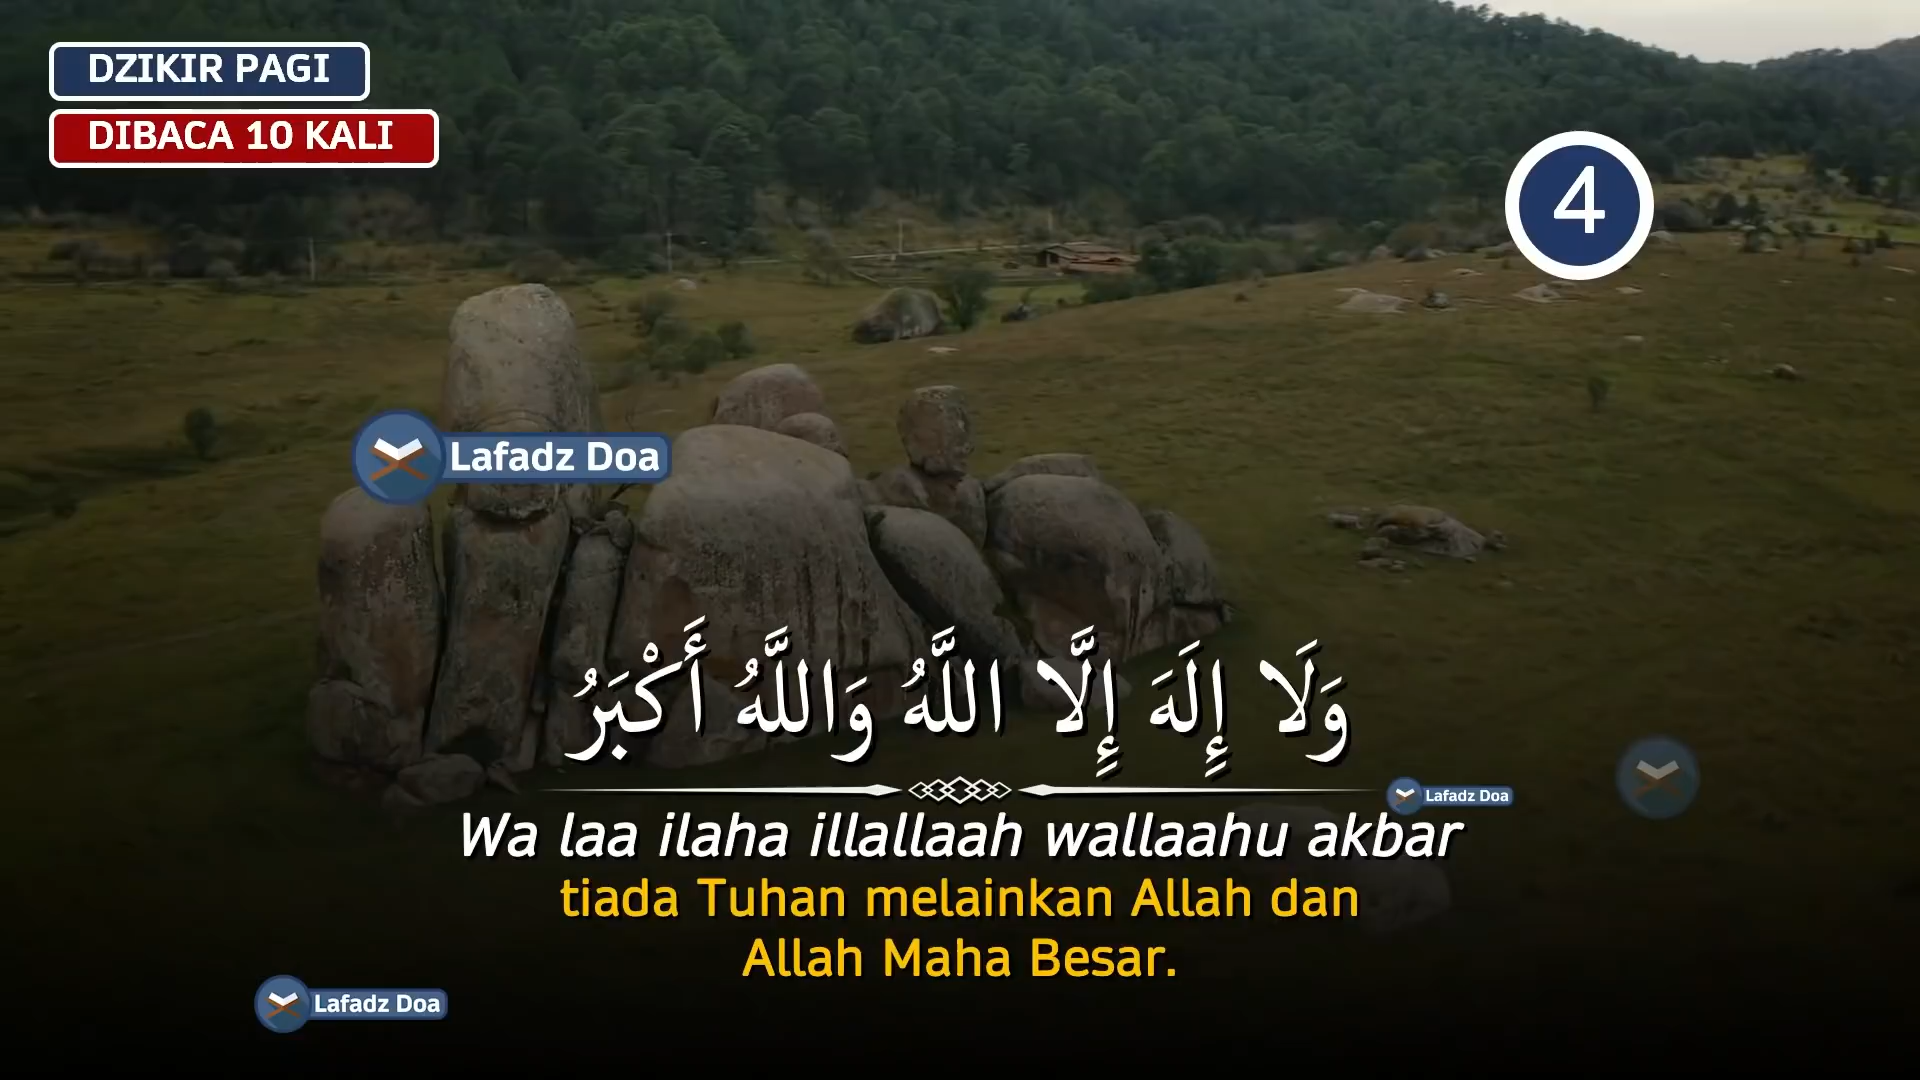 DZIKIR PAGI
DIBACA 10 KALI
4
Lafadz Doa
وَلَا إِلَهَ إِلَّا اللَّهُ وَاللَّهُ أَكْبَرُ
Lafadz Doa
Wa laa ilaha illallaah wallaahu akbar
tiada Tuhan melainkan Allah dan
Allah Maha Besar.
Lafadz Doa